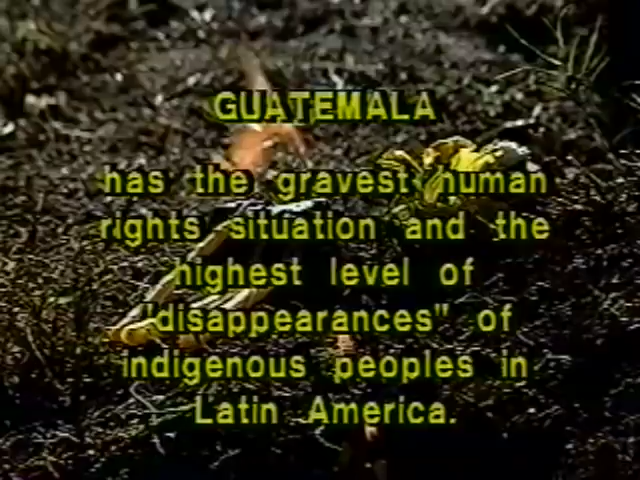 GUATEMALA
has the gravest human
rights situation and the
highest level of
"disappearances" of
indigenous peoples in
Latin America.